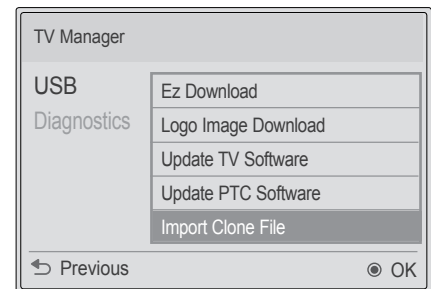 TV Manager
USB
Diagnostics
Ez Download
Logo Image Download
Update TV Software
Update PTC Software
Import Clone File
Previous
OK